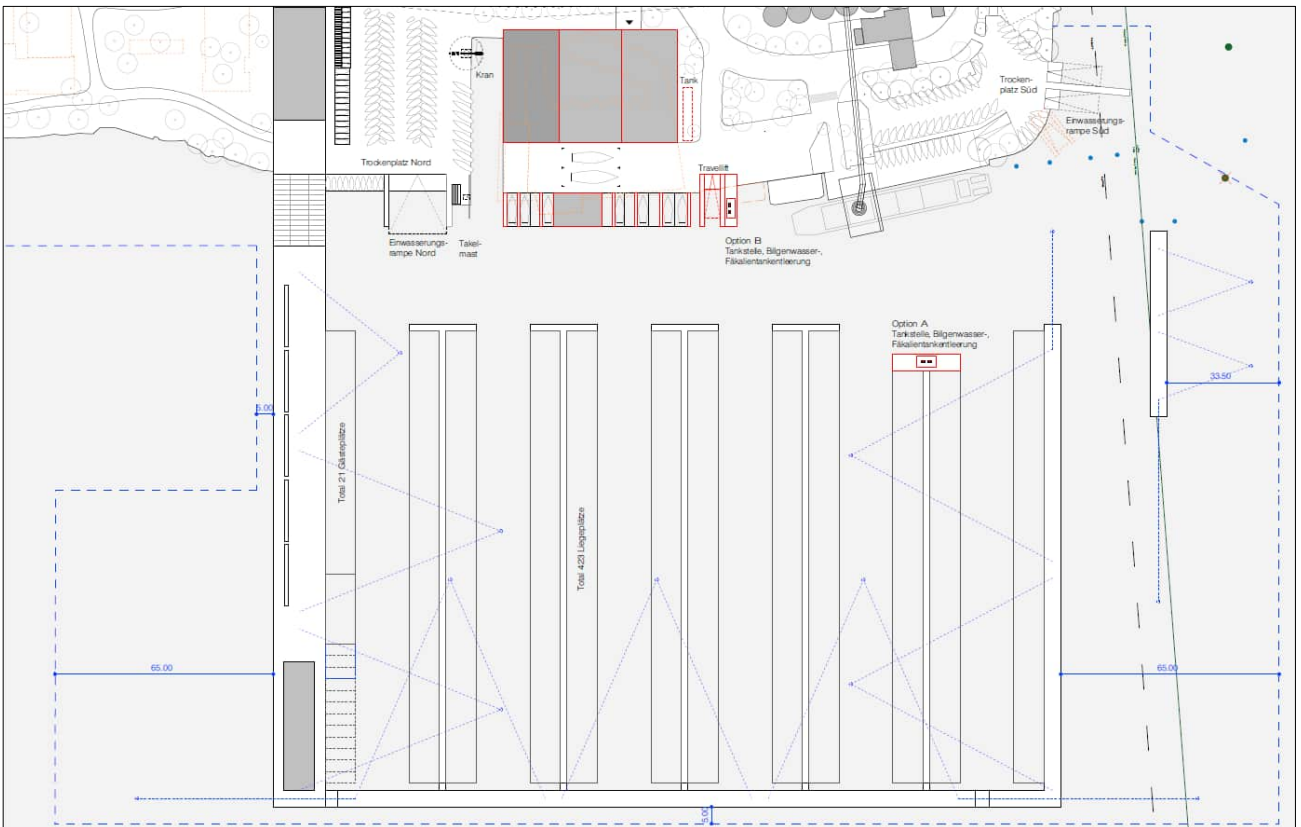 Kran
Tank
Trocken-
platz Süd
Einwasserungs-
rampe Süd
Trockenplatz Nord
Travellift
Einwasserungs-
rampe Nord
Takel-
mast
Option B
Tankstelle, Bilgenwasser-,
Fäkalientankentleerung
Option A
Tankstelle, Bilgenwasser-,
Fäkalientankentleerung
33.50
5.00
Total 21 Gästeplätze
Total 423 Liegeplätze
65.00
65.00
5.00